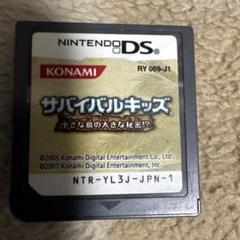 NINTENDO DS
KONAMI
RY 069-J1
サバイバルキッズ
小さな島の大きな秘密!?
©2005 Konami Digital Entertainment Co., Ltd.
©2007 Konami Digital Entertainment
NTR-YL3J-JPN-1